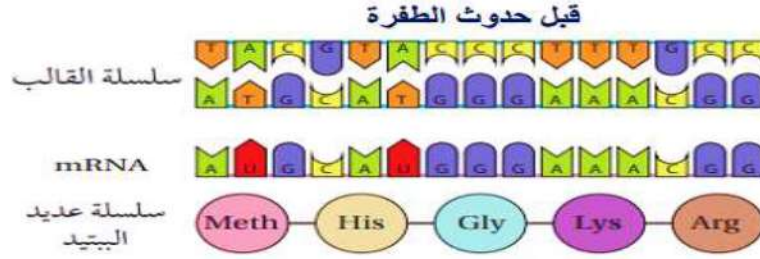 قبل حدوث الطفرة
T A C G T A C C C T T T G C C
سلسلة القالب
A T G C A T G G G A A A C G G
mRNA
A U G C A U G G G A A A C G G
سلسلة عديد
الببتيد
Meth His Gly Lys Arg